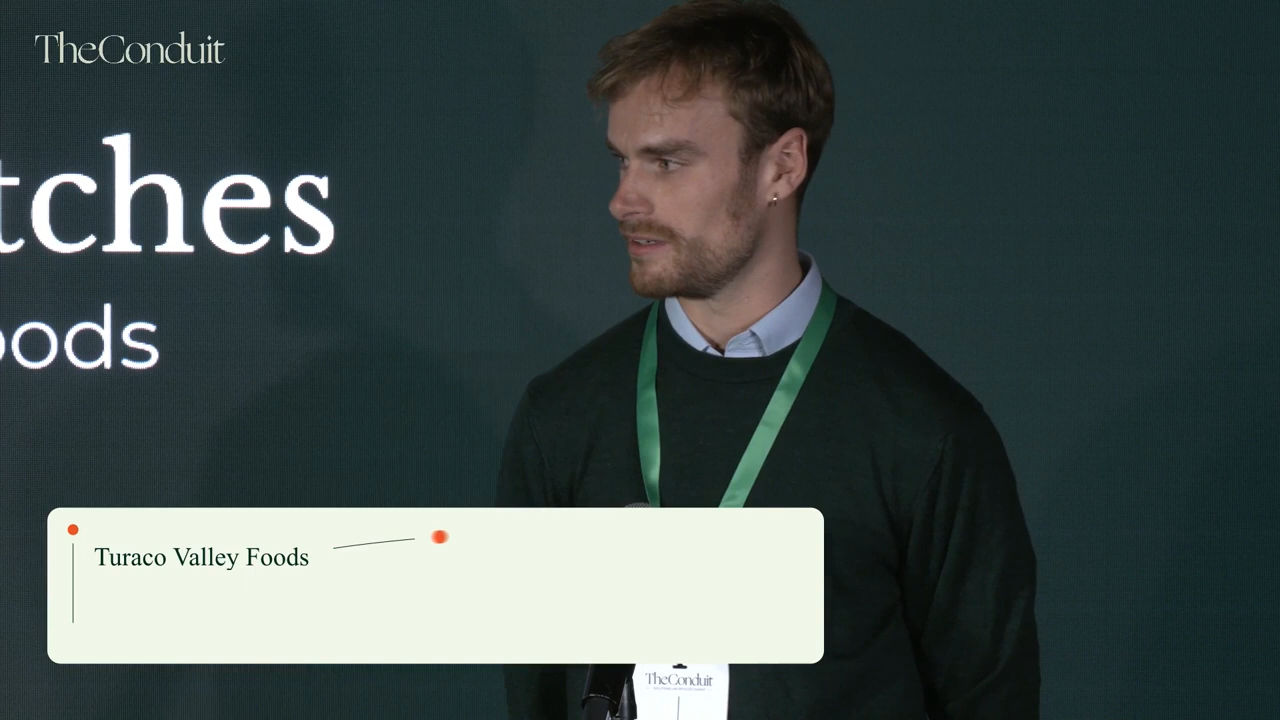 TheConduit
tches
oods
Turaco Valley Foods
TheConduit